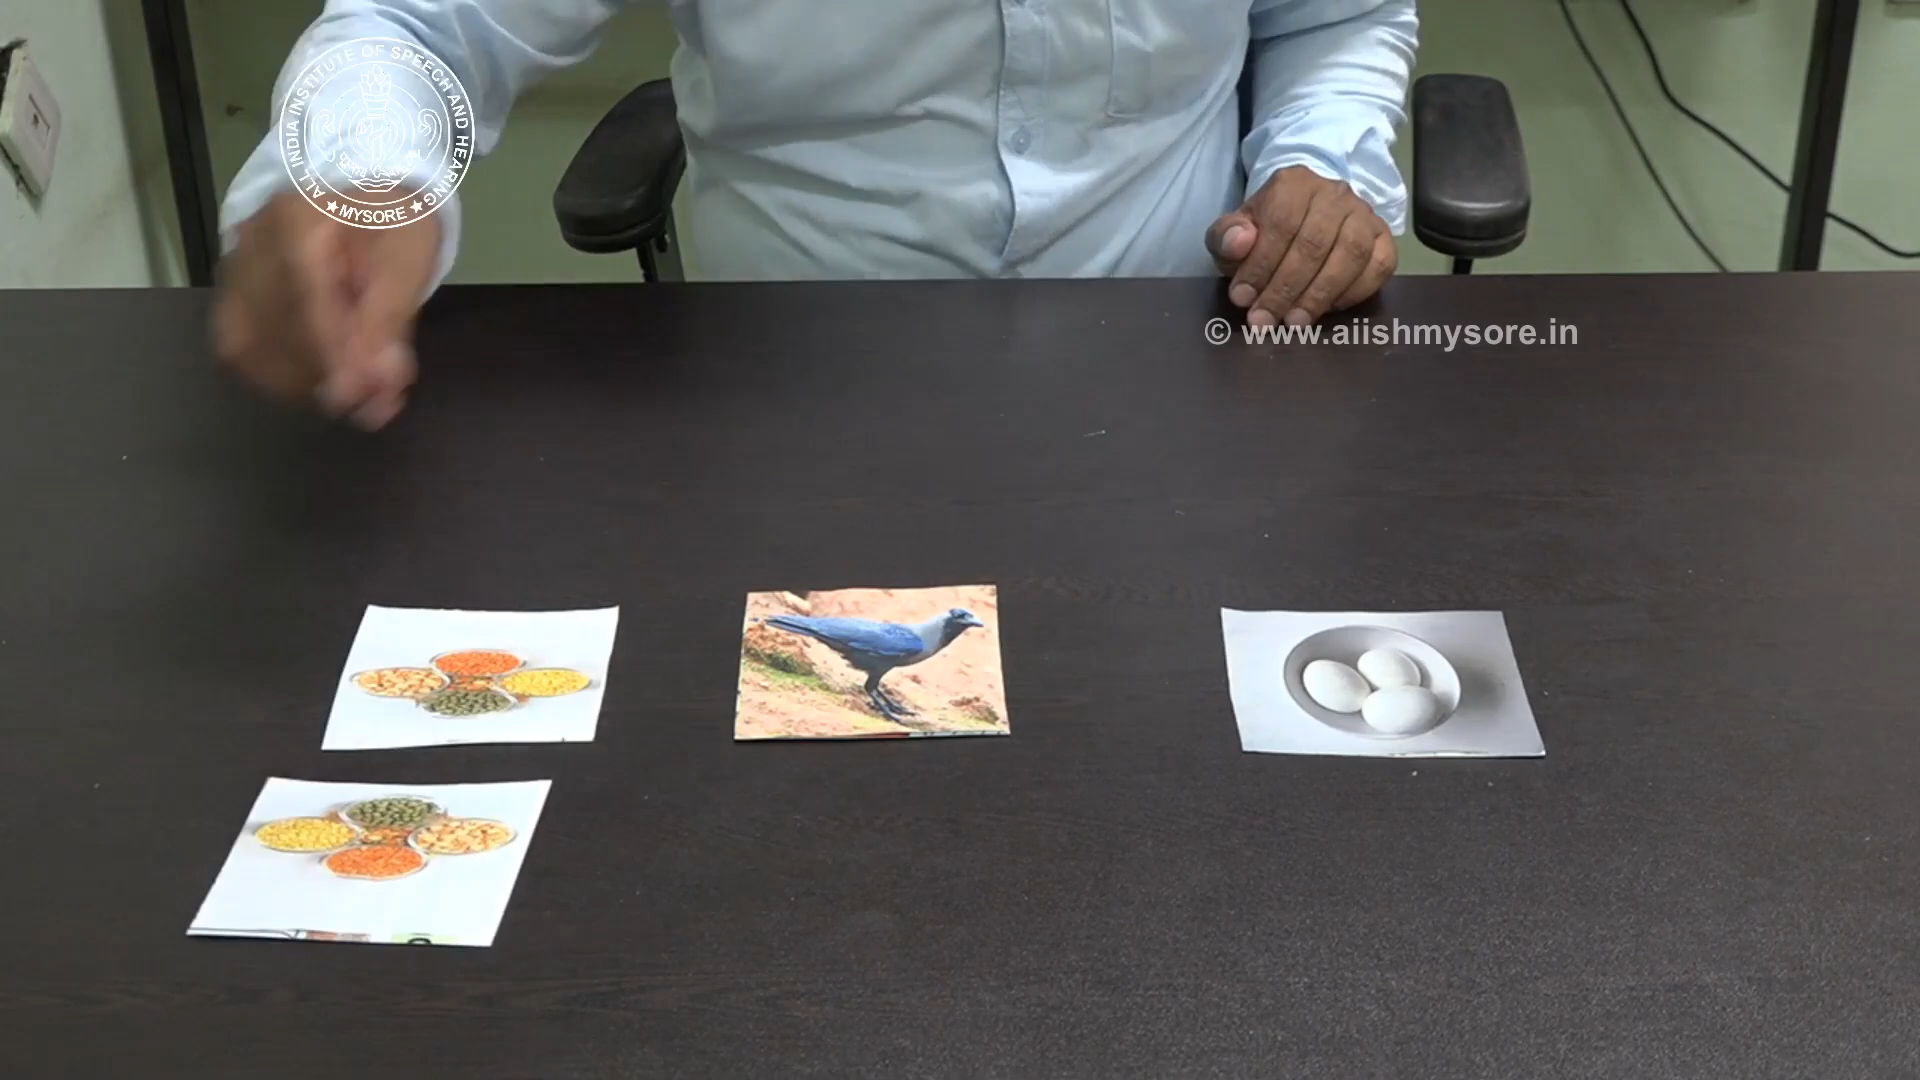 ALL INDIA INSTITUTE OF SPEECH AND HEARING
★ MYSORE ★
© www.aiishmysore.in